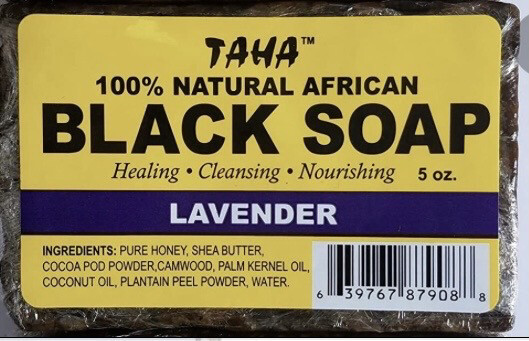 TAHA™
100% NATURAL AFRICAN
BLACK SOAP
Healing • Cleansing • Nourishing 5 oz.
LAVENDER
INGREDIENTS: PURE HONEY, SHEA BUTTER,
COCOA POD POWDER,CAMWOOD, PALM KERNEL OIL,
COCONUT OIL, PLANTAIN PEEL POWDER, WATER.
6 39767 87908 8